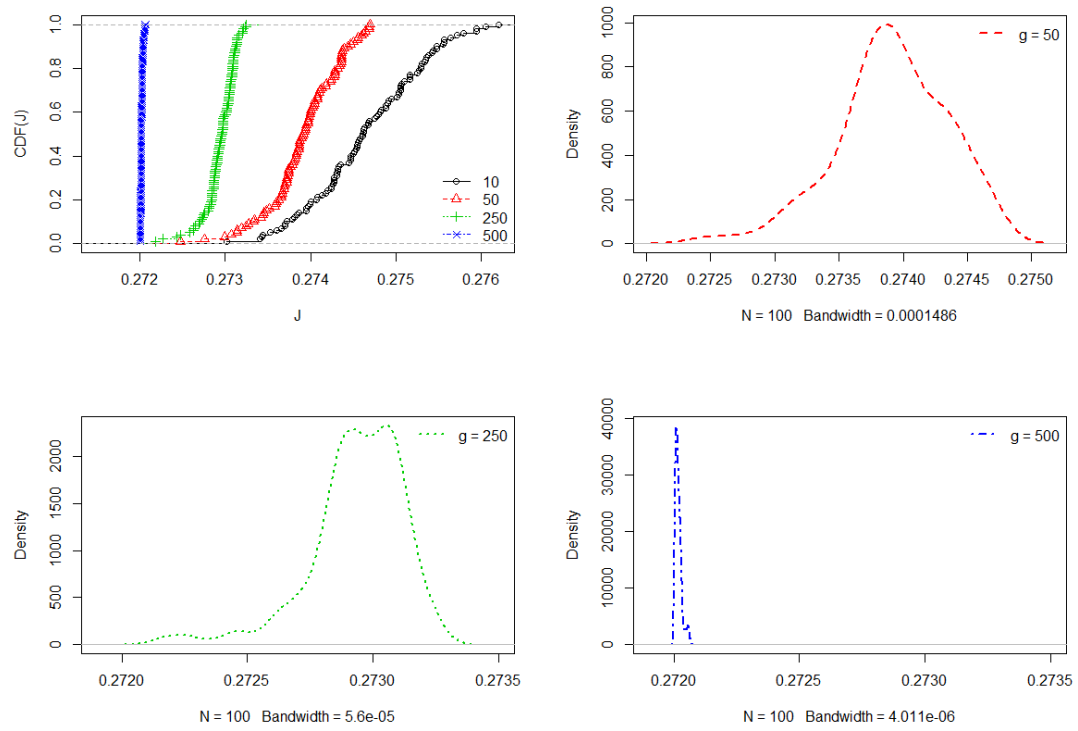 CDF(J)
0.0 0.2 0.4 0.6 0.8 1.0
10
50
250
500
0.272 0.273 0.274 0.275 0.276
J
Density
0 200 400 600 800 1000
g = 50
0.2720 0.2725 0.2730 0.2735 0.2740 0.2745 0.2750
N = 100 Bandwidth = 0.0001486
Density
0 500 1000 1500 2000
g = 250
0.2720 0.2725 0.2730 0.2735
N = 100 Bandwidth = 5.6e-05
Density
0 10000 20000 30000 40000
g = 500
0.2720 0.2725 0.2730 0.2735
N = 100 Bandwidth = 4.011e-06